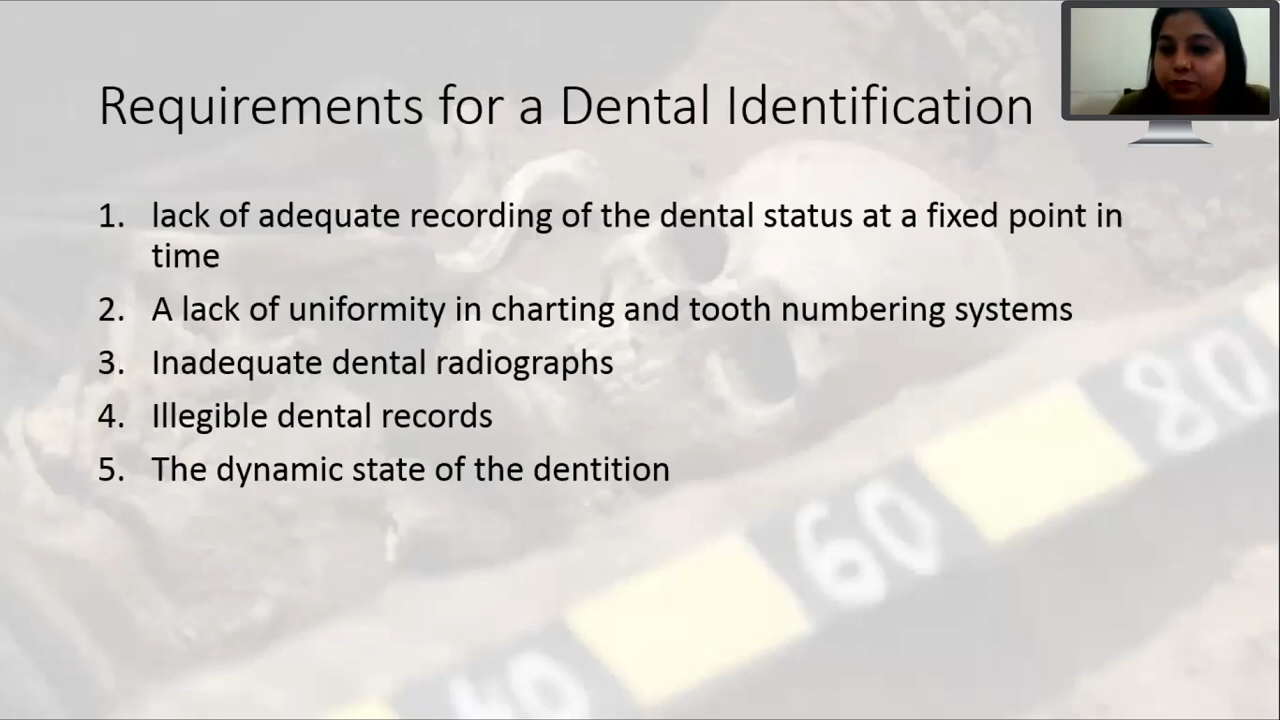 Requirements for a Dental Identification
1. lack of adequate recording of the dental status at a fixed point in
time
2. A lack of uniformity in charting and tooth numbering systems
3. Inadequate dental radiographs
4. Illegible dental records
5. The dynamic state of the dentition
80
60
40